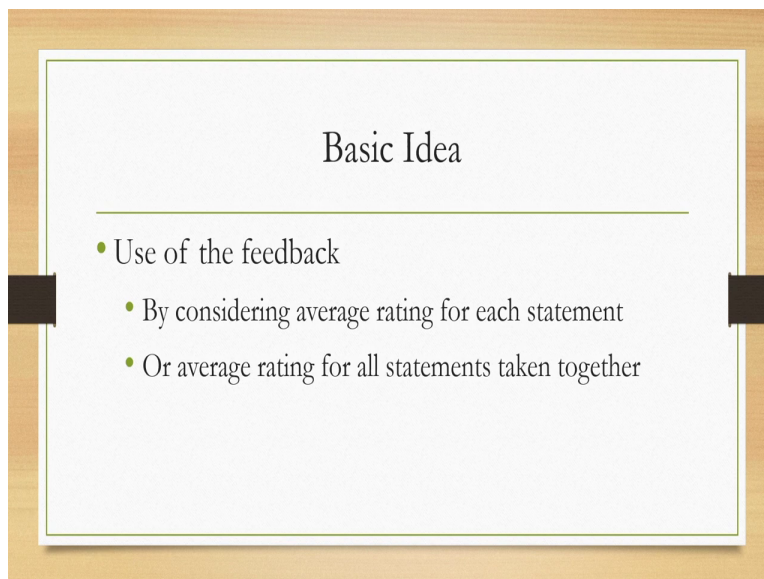 Basic Idea
• Use of the feedback
• By considering average rating for each statement
• Or average rating for all statements taken together